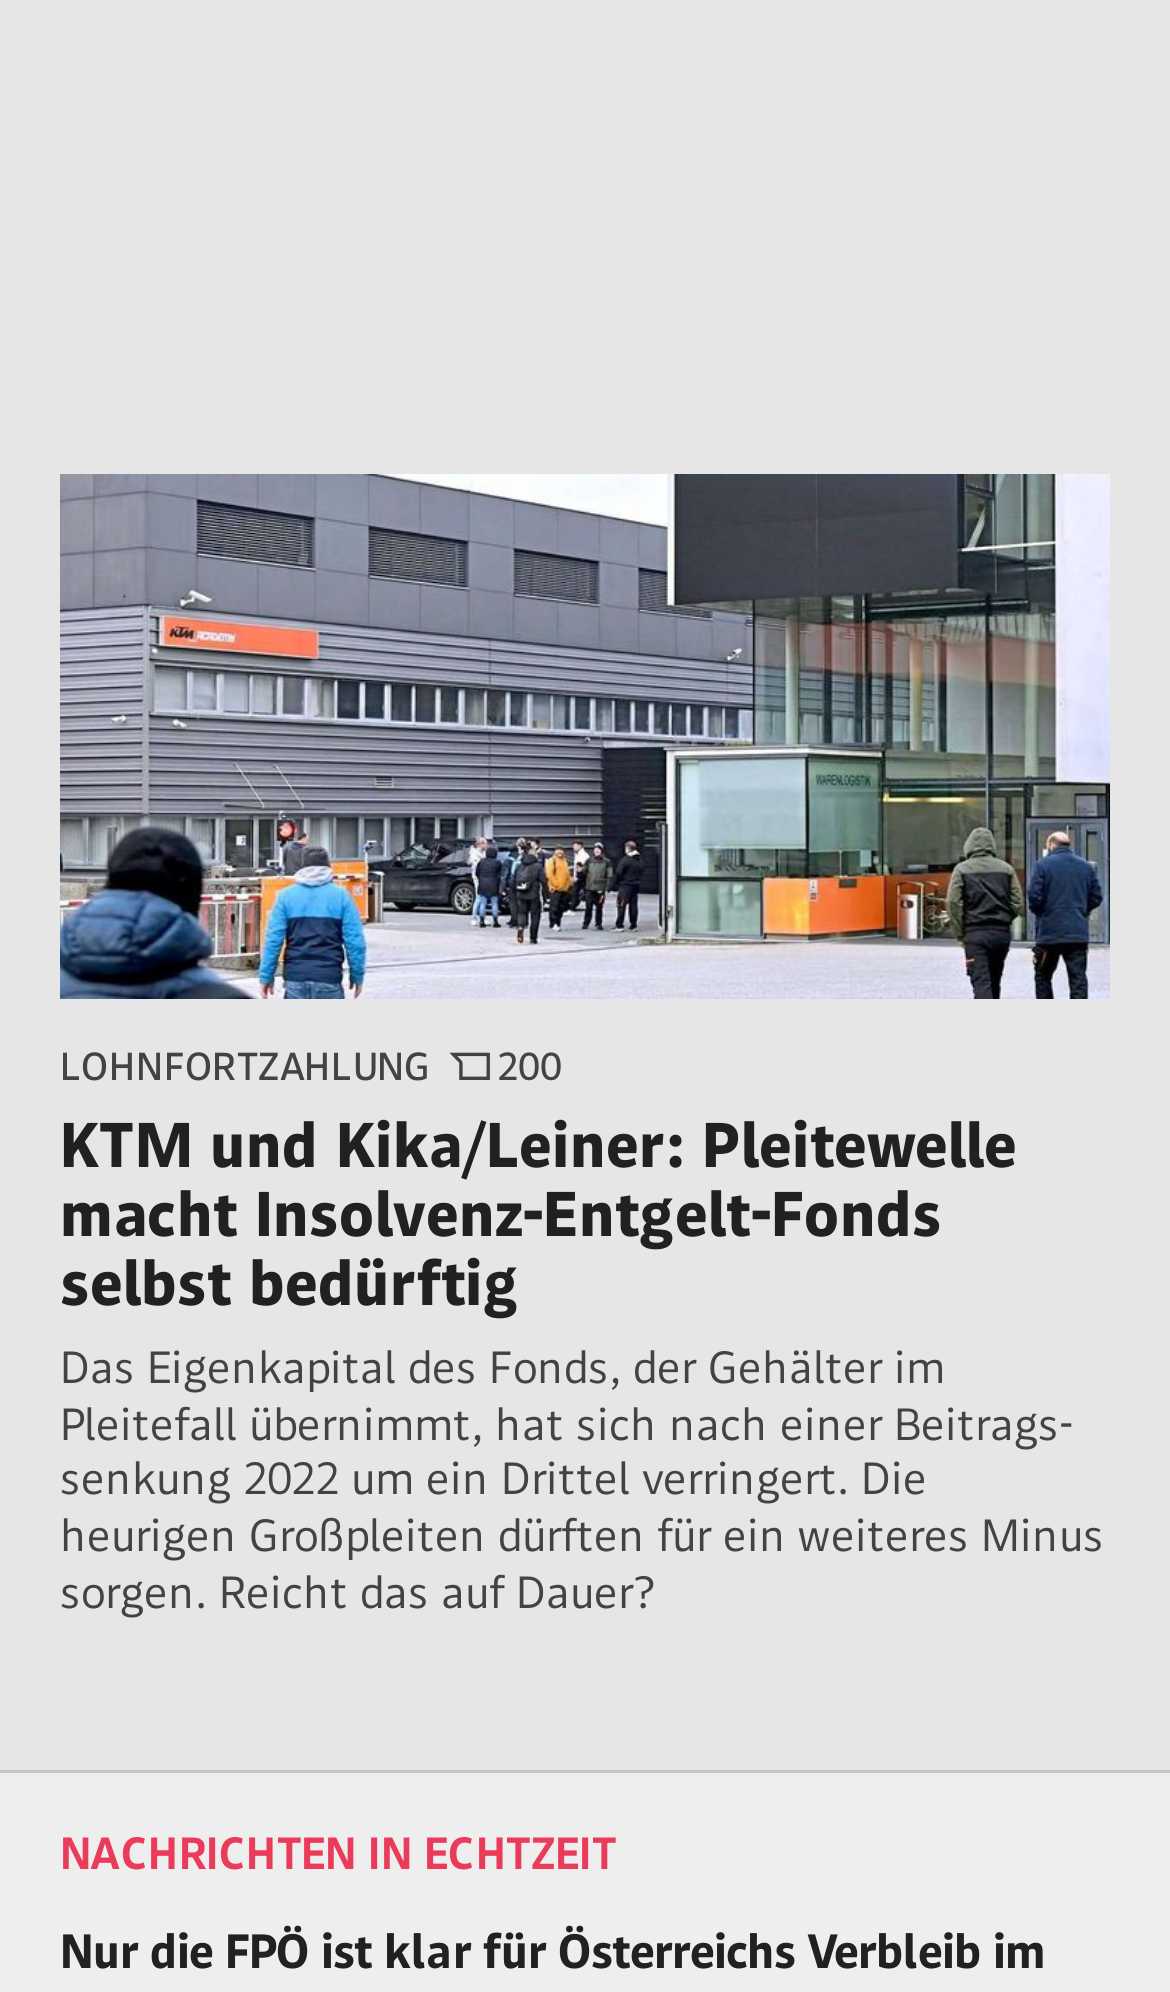 KTM ACADEMY
WARENLOGISTIK
LOHNFORTZAHLUNG 200
KTM und Kika/Leiner: Pleitewelle
macht Insolvenz-Entgelt-Fonds
selbst bedürftig
Das Eigenkapital des Fonds, der Gehälter im
Pleitefall übernimmt, hat sich nach einer Beitrags-
senkung 2022 um ein Drittel verringert. Die
heurigen Großpleiten dürften für ein weiteres Minus
sorgen. Reicht das auf Dauer?
NACHRICHTEN IN ECHTZEIT
Nur die FPÖ ist klar für Österreichs Verbleib im